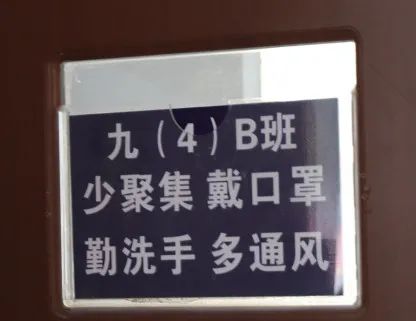 九（4）B班
少聚集 戴口罩
勤洗手 多通风